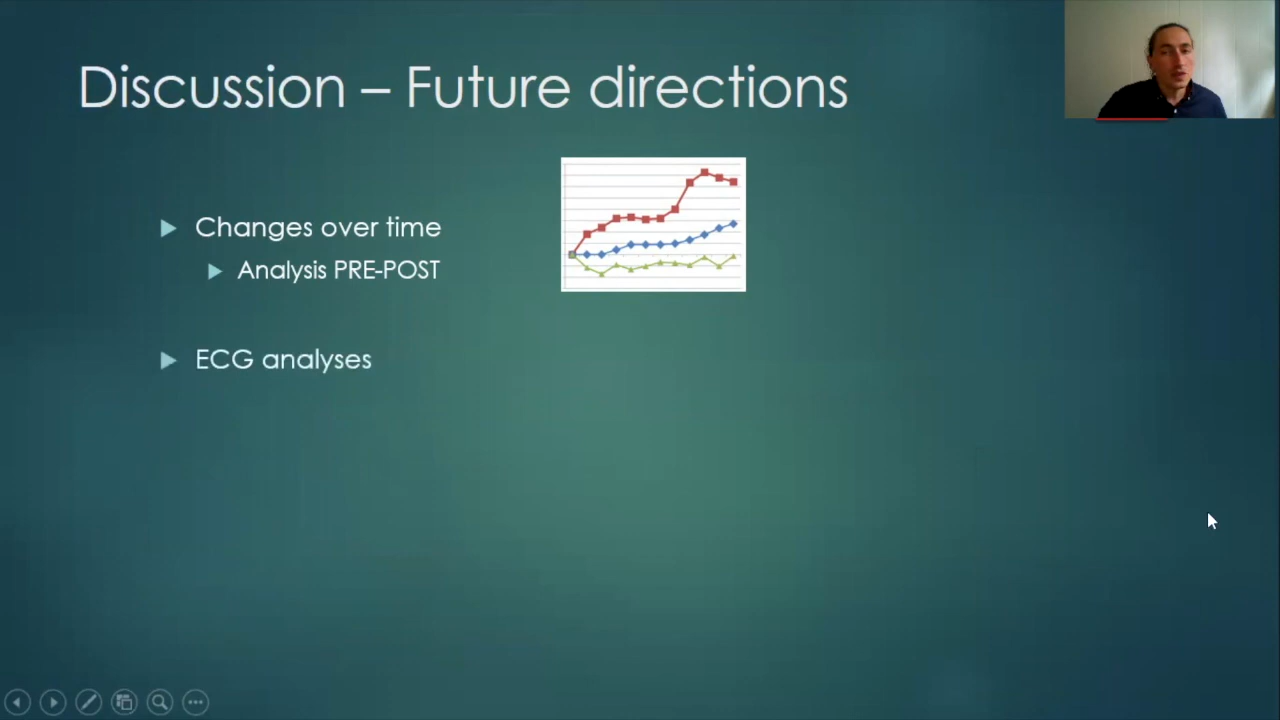 Discussion – Future directions
Changes over time
Analysis PRE-POST
ECG analyses